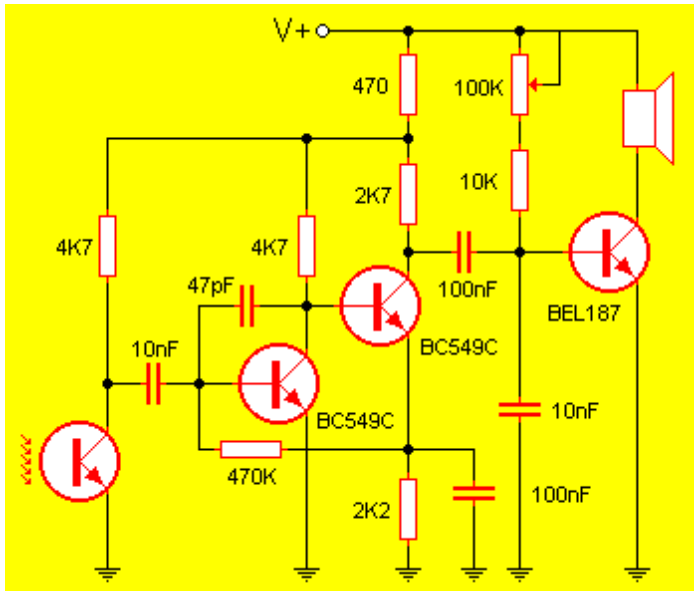 V+
470
100K
2K7
10K
4K7
4K7
47pF
100nF
BEL187
10nF
BC549C
BC549C
10nF
470K
100nF
2K2